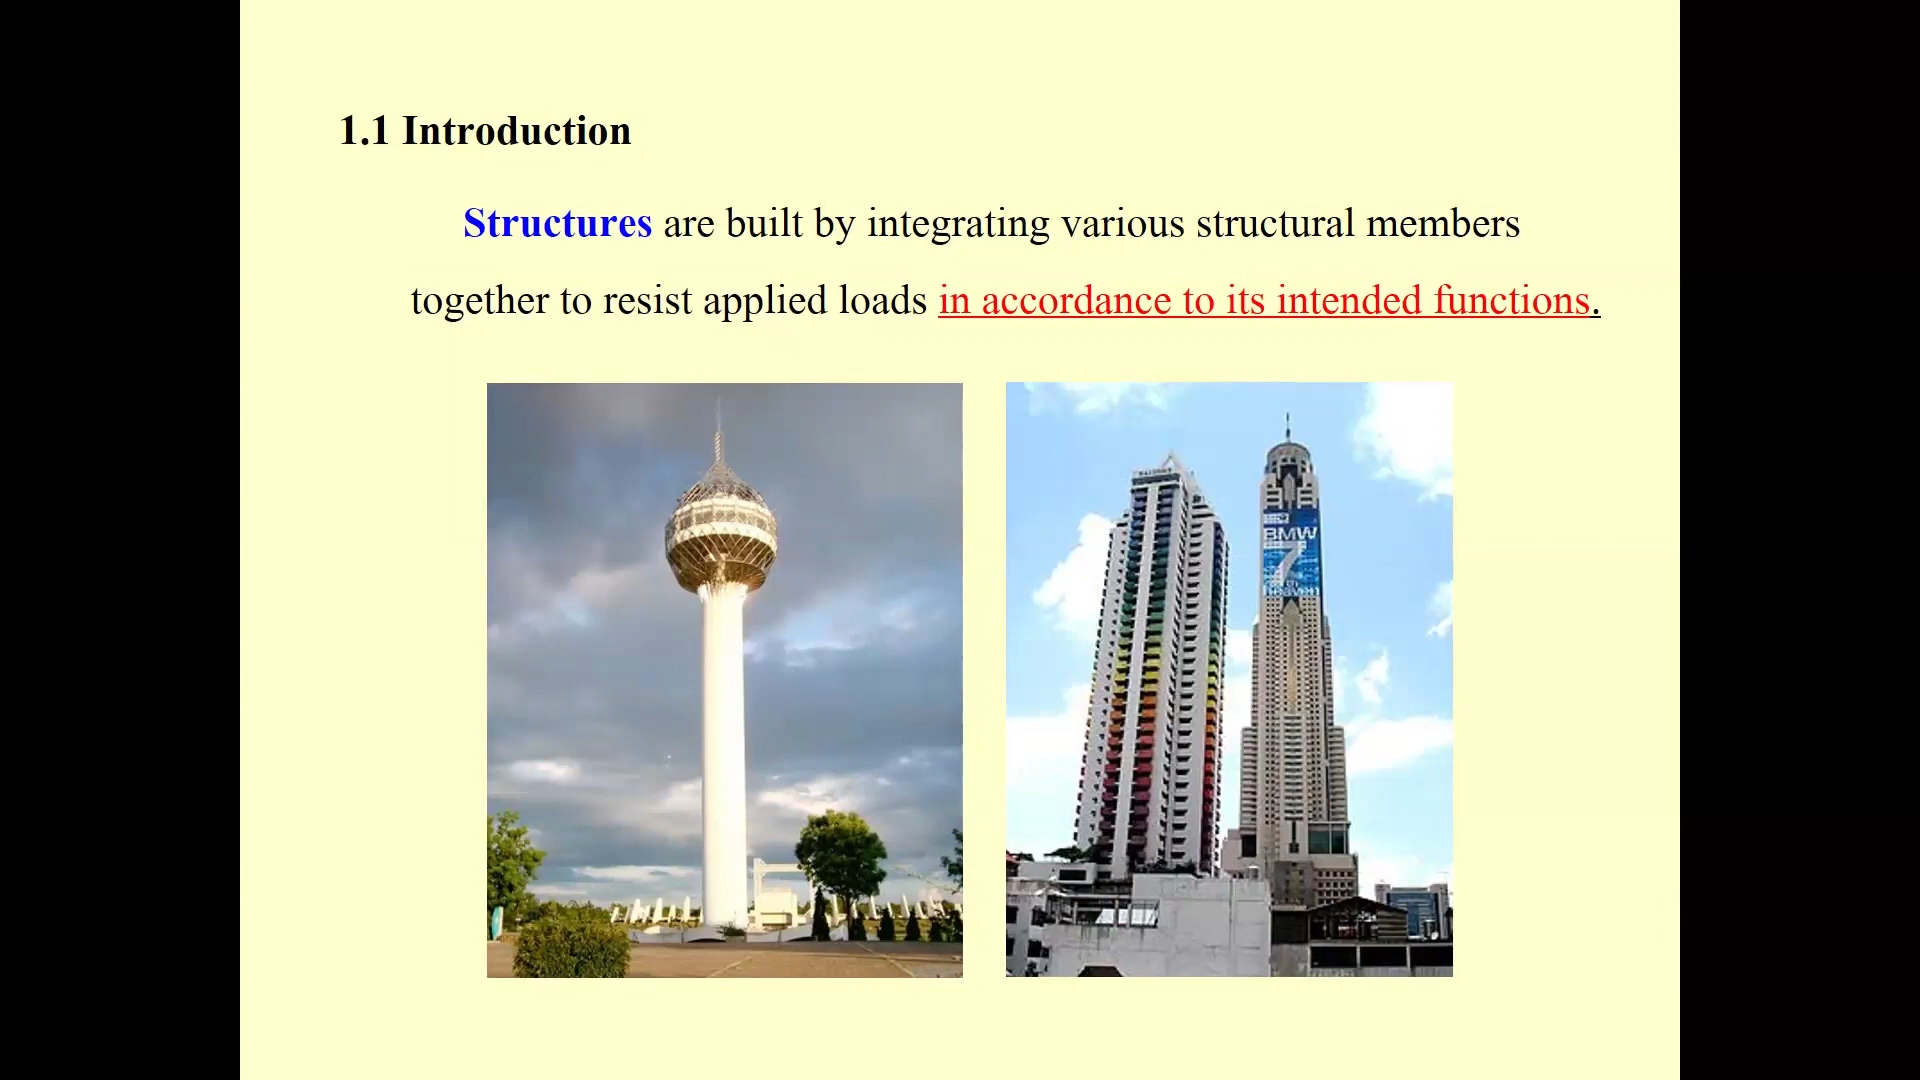 1.1 Introduction
Structures are built by integrating various structural members
together to resist applied loads in accordance to its intended functions.
BMW
7